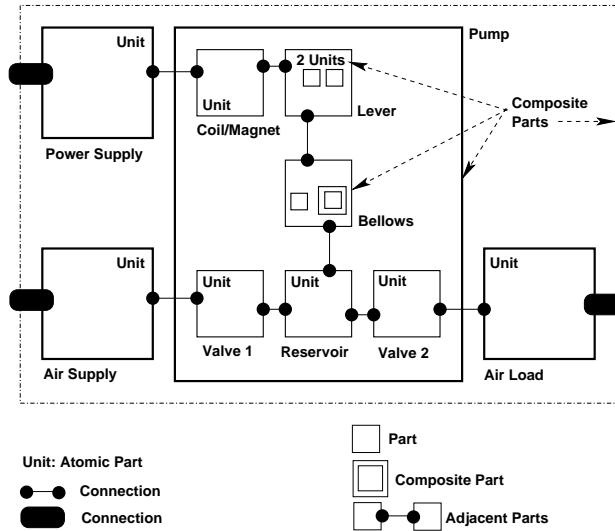 Unit
2 Units
Pump
Unit
Coil/Magnet
Lever
Composite
Parts
Power Supply
Bellows
Unit
Unit
Unit
Unit
Unit
Valve 1
Reservoir
Valve 2
Air Supply
Air Load
Part
Unit: Atomic Part
Composite Part
Connection
Connection
Adjacent Parts